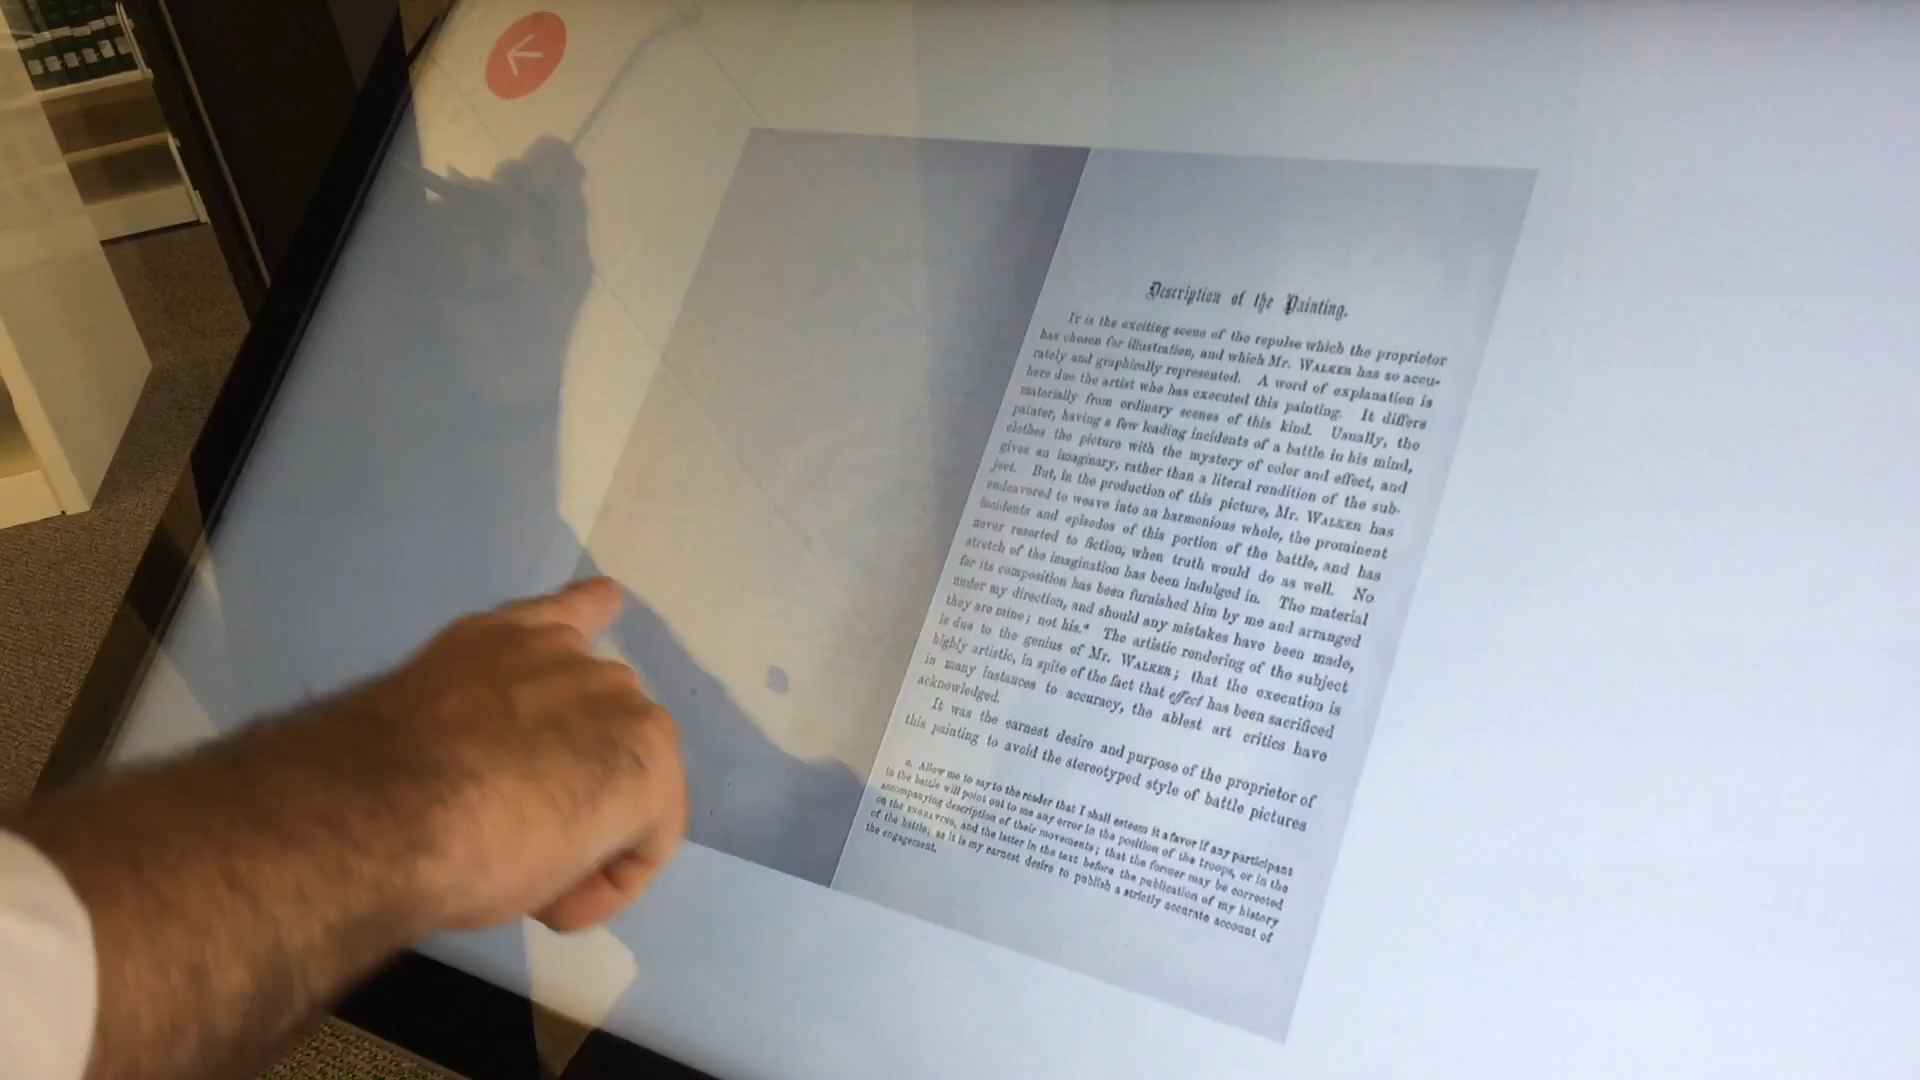 Description of the Painting.
It is the exciting scene of the repulse which the proprietor
has chosen for illustration, and which Mr. Walker has so accu-
rately and graphically represented. A word of explanation is
here due the artist who has executed this painting. It differs
materially from ordinary scenes of this kind. Usually, the
painter, having a few leading incidents of a battle in his mind,
clothes the picture with the mystery of color and effect, and
gives an imaginary, rather than a literal rendition of the sub-
ject. But, in the production of this picture, Mr. Walker has
endeavored to weave into an harmonious whole, the prominent
incidents and episodes of this portion of the battle, and has
never resorted to fiction, when truth would do as well. No
stretch of the imagination has been indulged in. The material
for its composition has been furnished him by me and arranged
under my direction, and should any mistakes have been made,
they are mine; not his.ᵃ The artistic rendering of the subject
is due to the genius of Mr. Walker; that the execution is
highly artistic, in spite of the fact that effect has been sacrificed
in many instances to accuracy, the ablest art critics have
acknowledged.
It was the earnest desire and purpose of the proprietor of
this painting to avoid the stereotyped style of battle pictures
a. Allow me to say to the reader that I shall esteem it a favor if any participant
in the battle will point out to me any error in the position of the troops, or in the
accompanying description of their movements; that the former may be corrected
on the engraving, and the latter in the text before the publication of my history
of the battle; as it is my earnest desire to publish a strictly accurate account of
the engagement.